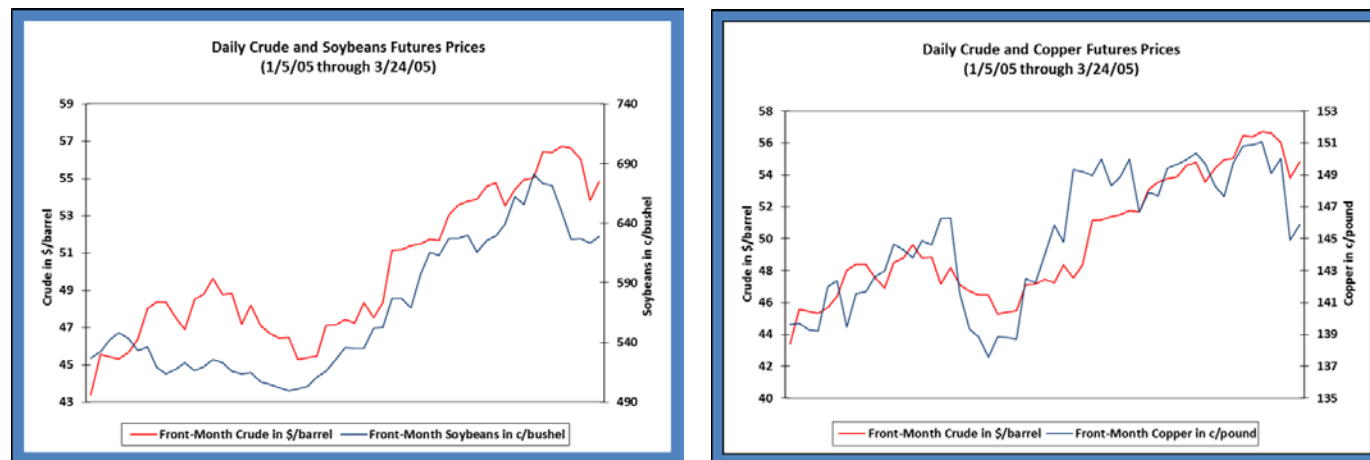 Daily Crude and Soybeans Futures Prices
(1/5/05 through 3/24/05)
59
57
55
53
51
49
47
45
43
Crude in $/barrel
740
690
640
590
540
490
Soybeans in c/bushel
Front-Month Crude in $/barrel
Front-Month Soybeans in c/bushel
Daily Crude and Copper Futures Prices
(1/5/05 through 3/24/05)
58
56
54
52
50
48
46
44
42
40
Crude in $/barrel
153
151
149
147
145
143
141
139
137
135
Copper in c/pound
Front-Month Crude in $/barrel
Front-Month Copper in c/pound